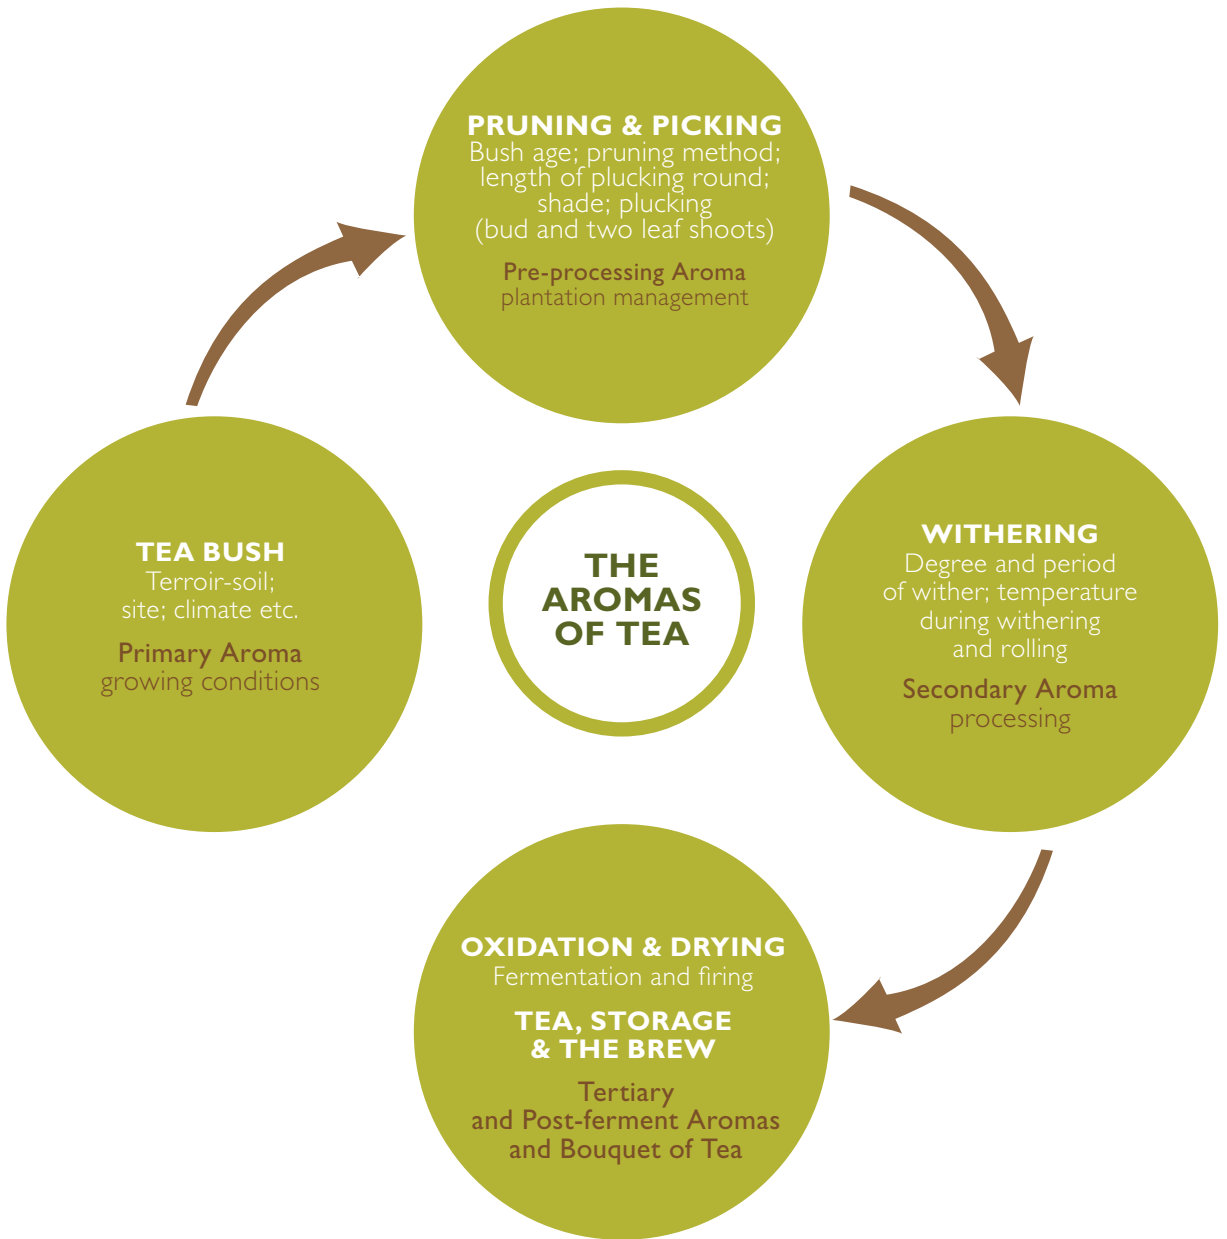 PRUNING & PICKING
Bush age; pruning method;
length of plucking round;
shade; plucking
(bud and two leaf shoots)
Pre-processing Aroma
plantation management
TEA BUSH
Terroir-soil;
site; climate etc.
Primary Aroma
growing conditions
THE
AROMAS
OF TEA
WITHERING
Degree and period
of wither; temperature
during withering
and rolling
Secondary Aroma
processing
OXIDATION & DRYING
Fermentation and firing
TEA, STORAGE
& THE BREW
Tertiary
and Post-ferment Aromas
and Bouquet of Tea